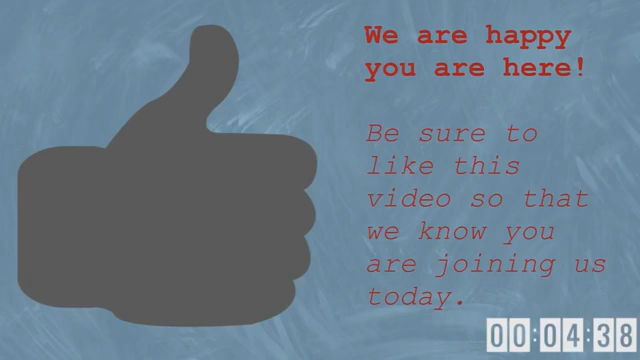 We are happy
you are here!
Be sure to
like this
video so that
we know you
are joining us
today.
00:04:38